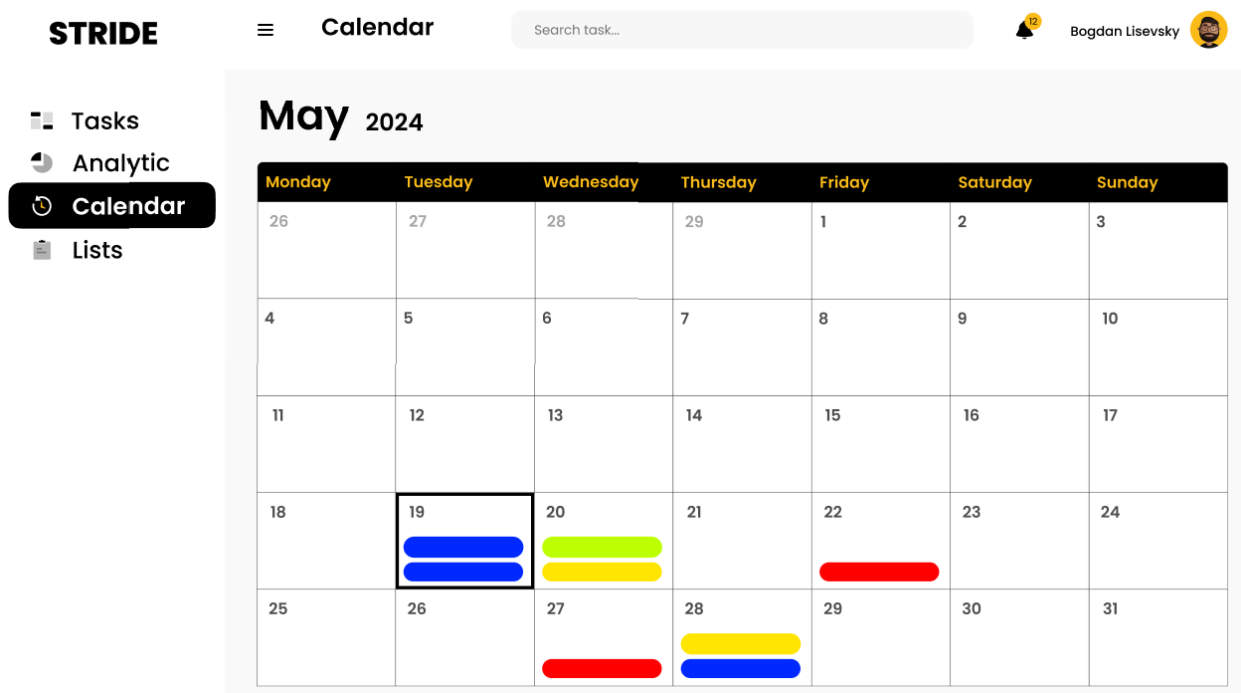 STRIDE
Calendar
Search task...
12
Bogdan Lisevsky
Tasks
Analytic
Calendar
Lists
May 2024
Monday Tuesday Wednesday Thursday Friday Saturday Sunday
26 27 28 29 1 2 3
4 5 6 7 8 9 10
11 12 13 14 15 16 17
18 19 20 21 22 23 24
25 26 27 28 29 30 31